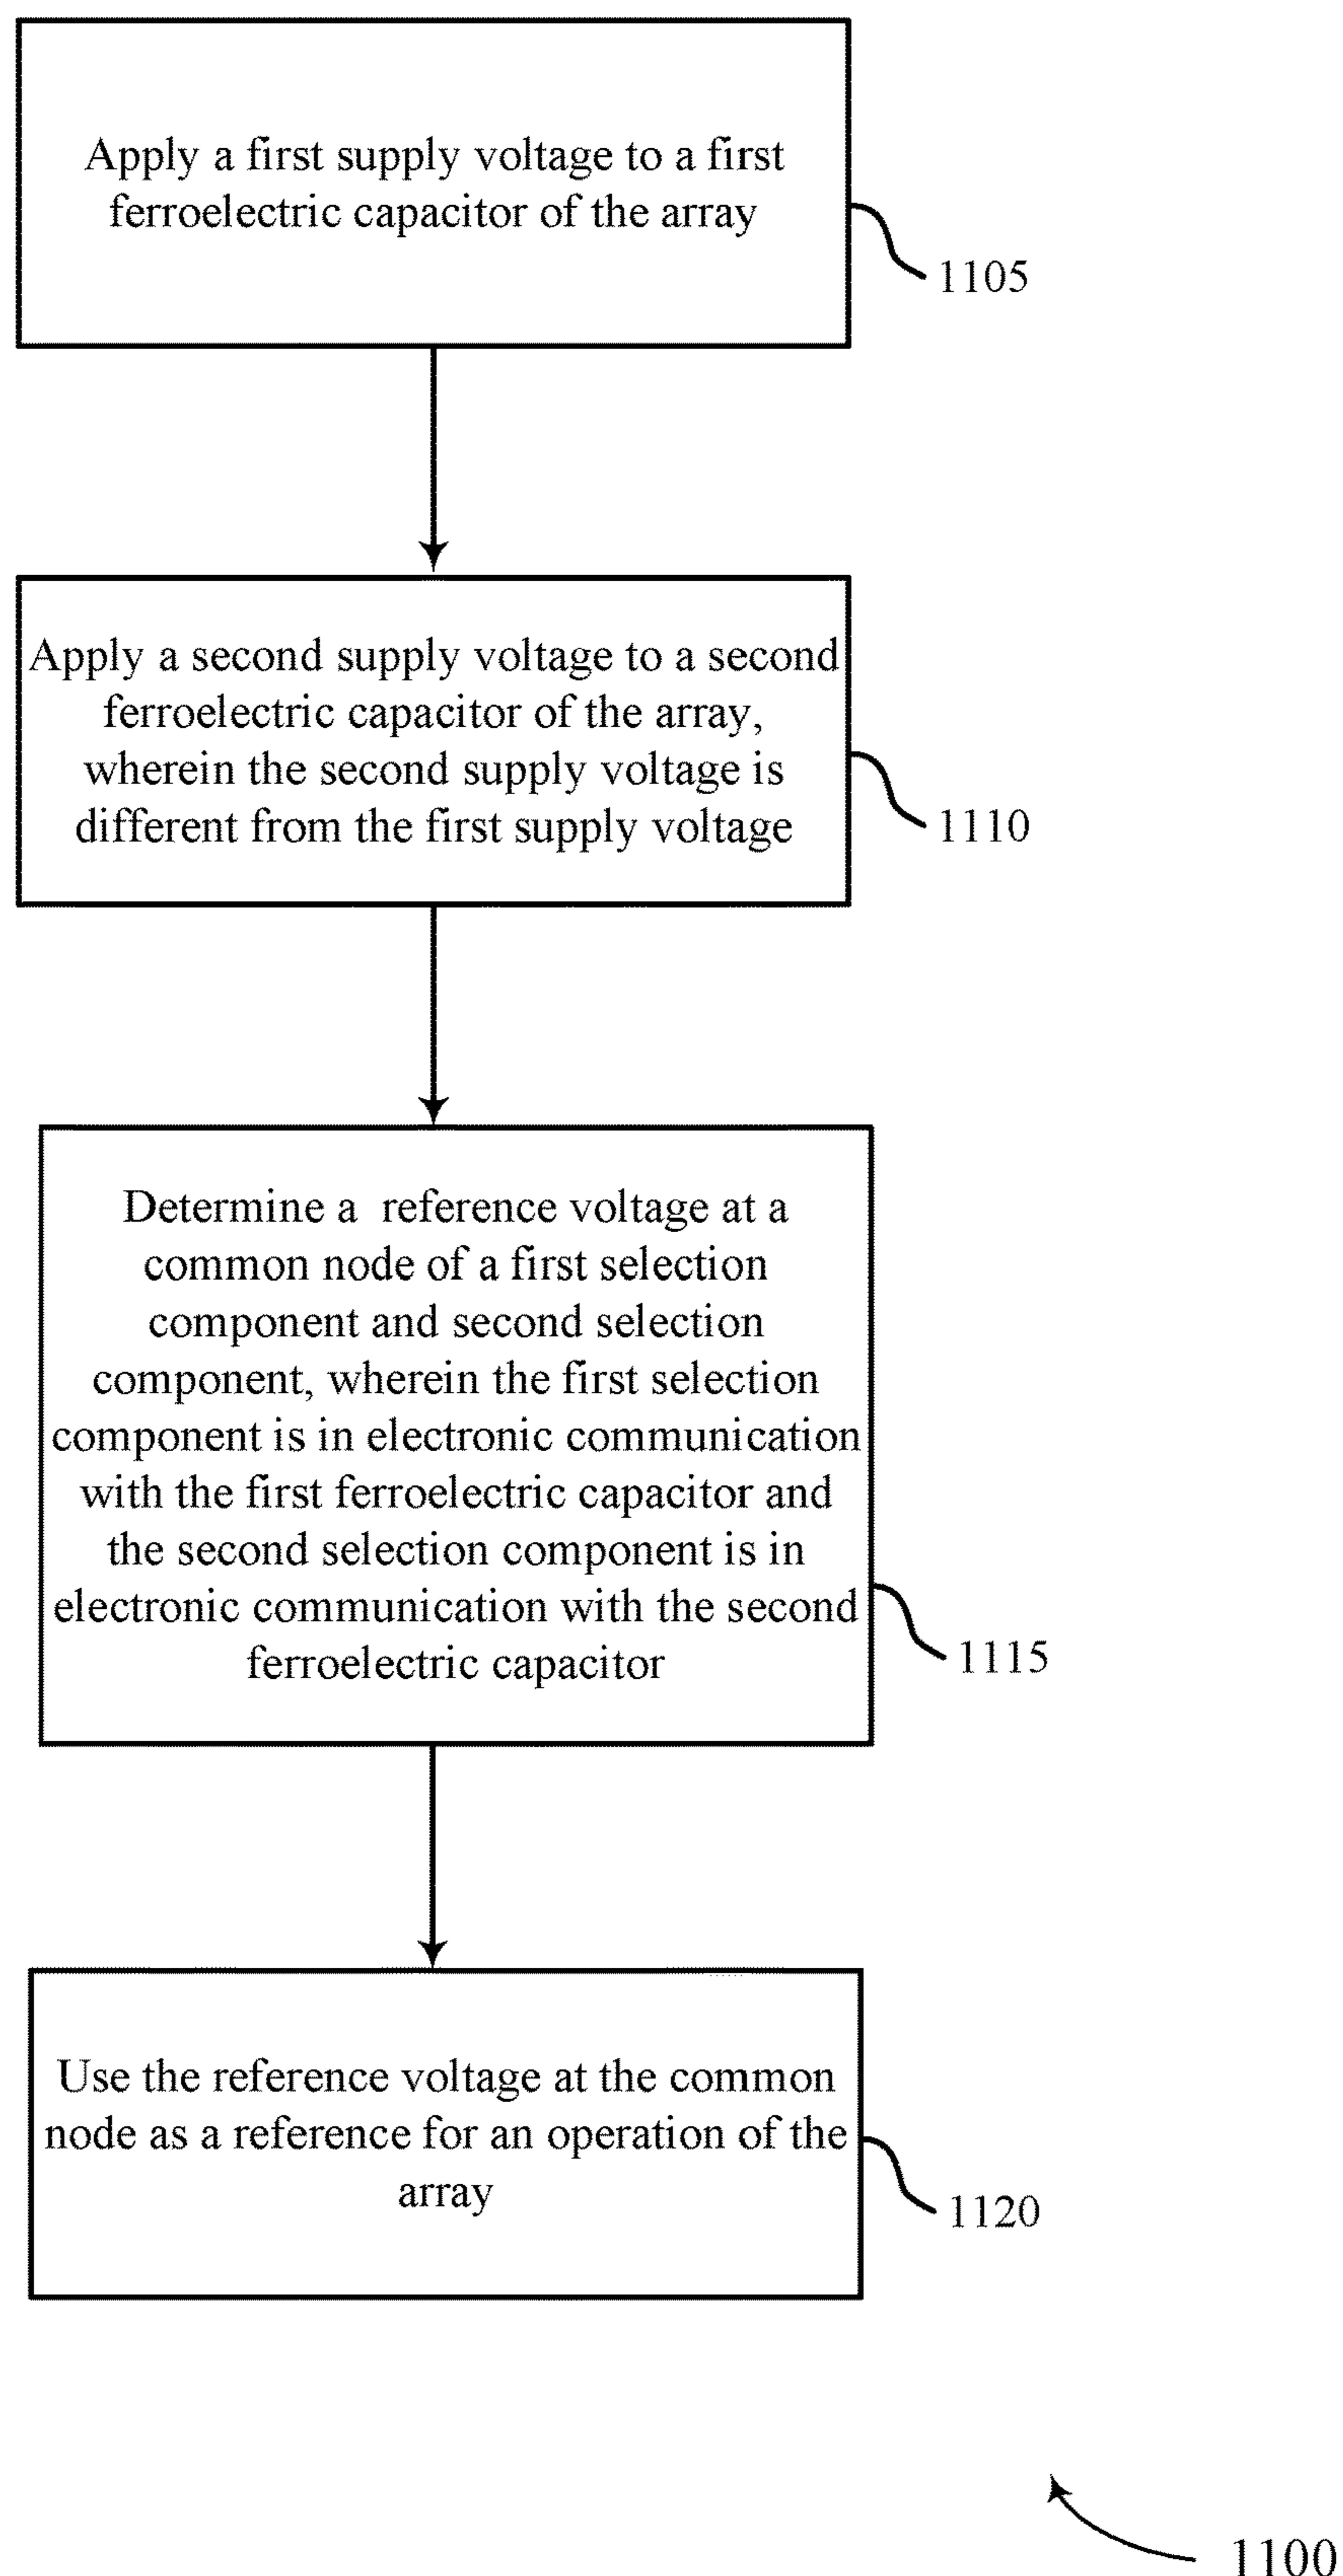 Apply a first supply voltage to a first
ferroelectric capacitor of the array
1105
Apply a second supply voltage to a second
ferroelectric capacitor of the array,
wherein the second supply voltage is
different from the first supply voltage
1110
Determine a reference voltage at a
common node of a first selection
component and second selection
component, wherein the first selection
component is in electronic communication
with the first ferroelectric capacitor and
the second selection component is in
electronic communication with the second
ferroelectric capacitor
1115
Use the reference voltage at the common
node as a reference for an operation of the
array
1120
1100